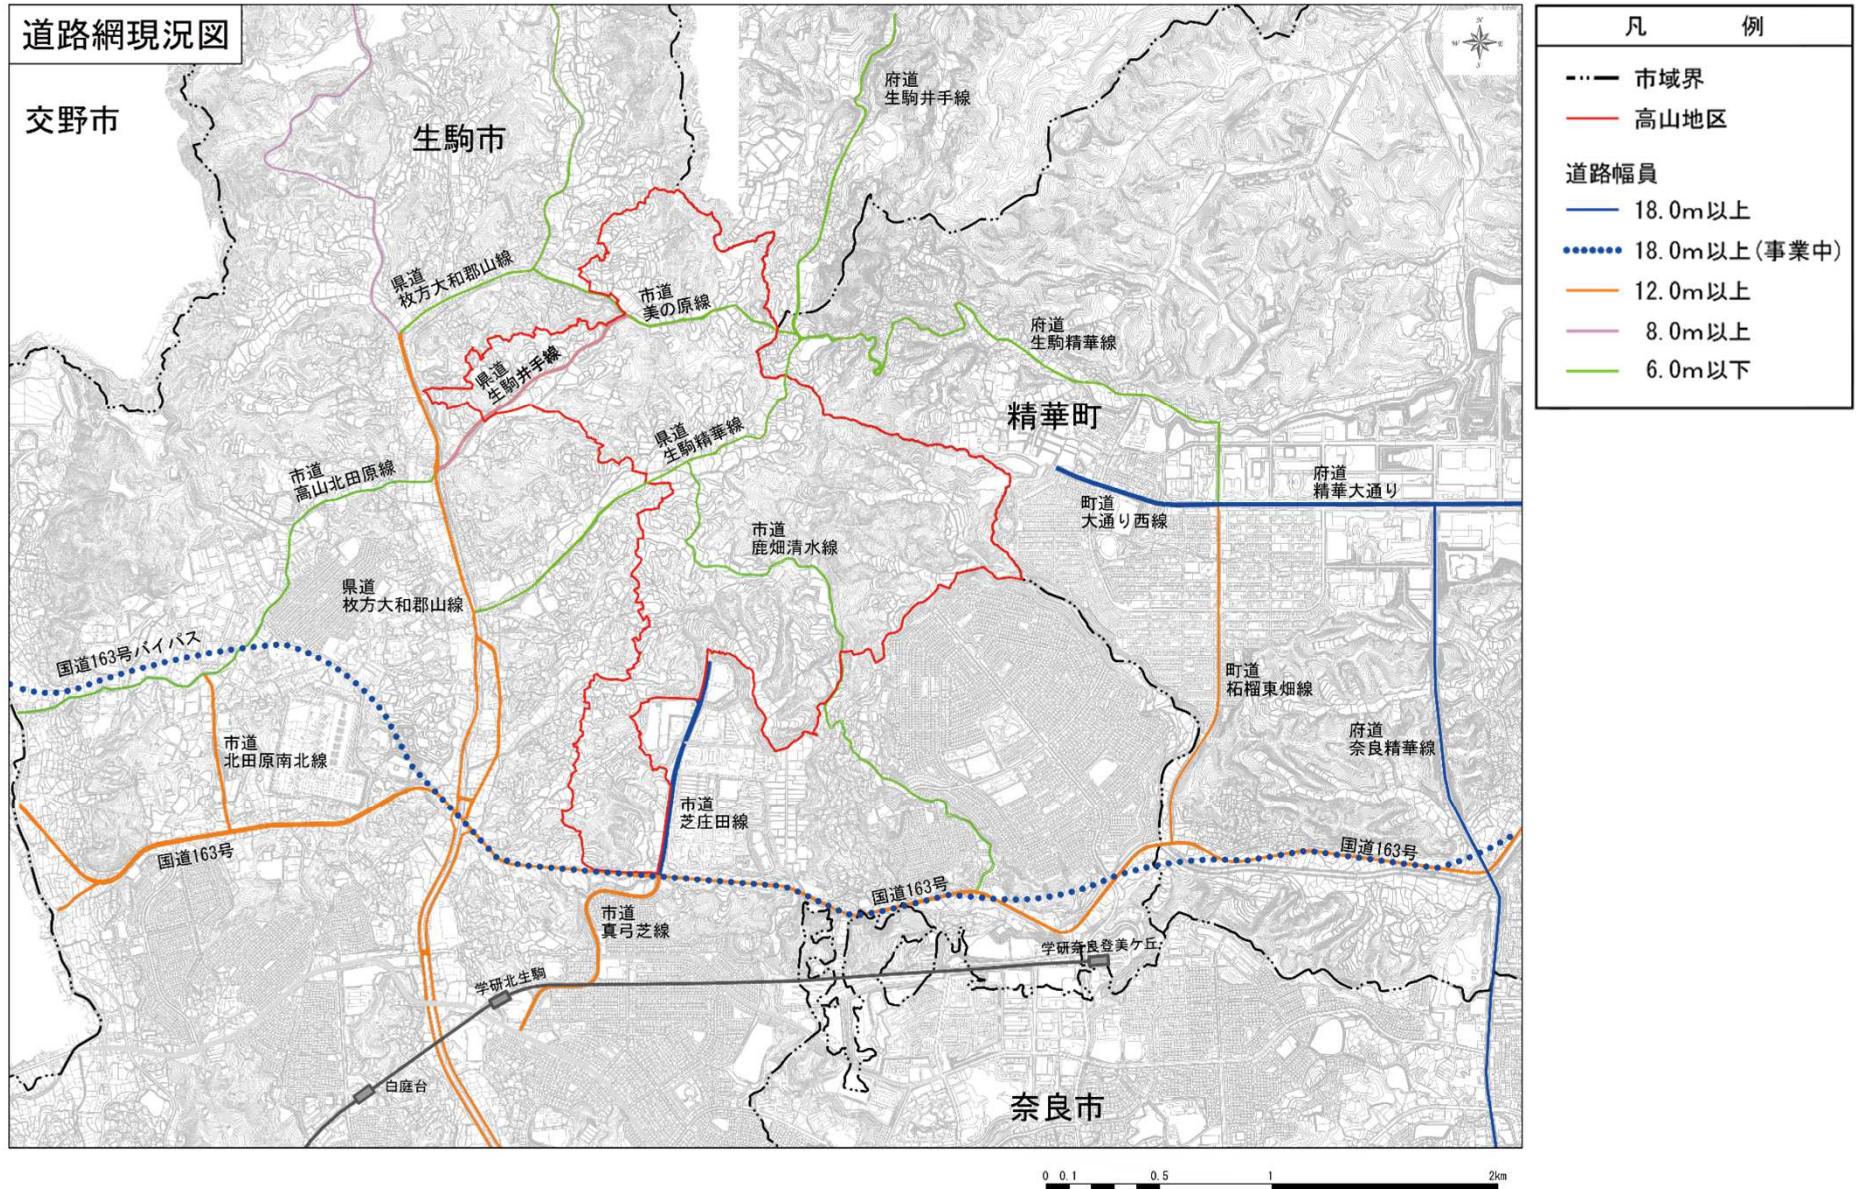 道路網現況図
交野市
生駒市
府道
生駒井手線
県道
枚方大和郡山線
市道
美の原線
県道
生駒井手線
府道
生駒精華線
精華町
県道
生駒精華線
市道
高山北田原線
府道
精華大通り
町道
大通り西線
市道
鹿畑清水線
県道
枚方大和郡山線
国道163号バイパス
町道
柘榴東畑線
市道
北田原南北線
府道
奈良精華線
市道
芝庄田線
国道163号
国道163号
国道163号
市道
真弓芝線
学研奈良登美ケ丘
学研北生駒
白庭台
奈良市
N
W E
S
凡 例
市域界
高山地区
道路幅員
18.0m以上
18.0m以上(事業中)
12.0m以上
8.0m以上
6.0m以下
0 0.1 0.5 1 2km